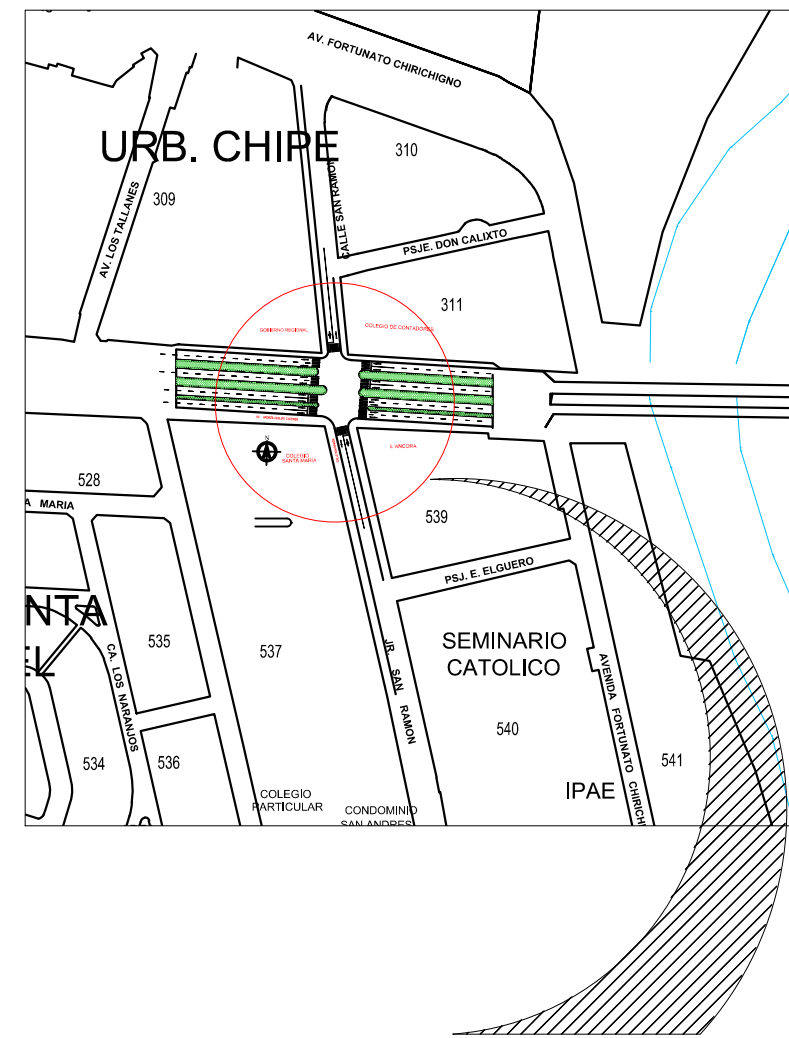 AV. FORTUNATO CHIRICHIGNO
URB. CHIPE
310
309
CALLE SAN RAMON
AV. LOS TALLANES
PSJE. DON CALIXTO
311
GOBIERNO REGIONAL
COLEGIO DE CONTADORES
N
COLEGIO
SANTA MARIA
IL ANCORA
528
A MARIA
539
PSJ. E. ELGUERO
NTA
EL
535
537
CA. LOS NARANJOS
JR. SAN RAMON
SEMINARIO
CATOLICO
AVENIDA FORTUNATO CHIRICH
540
534
536
541
IPAE
COLEGIO
PARTICULAR
CONDOMINIO
SAN ANDRES